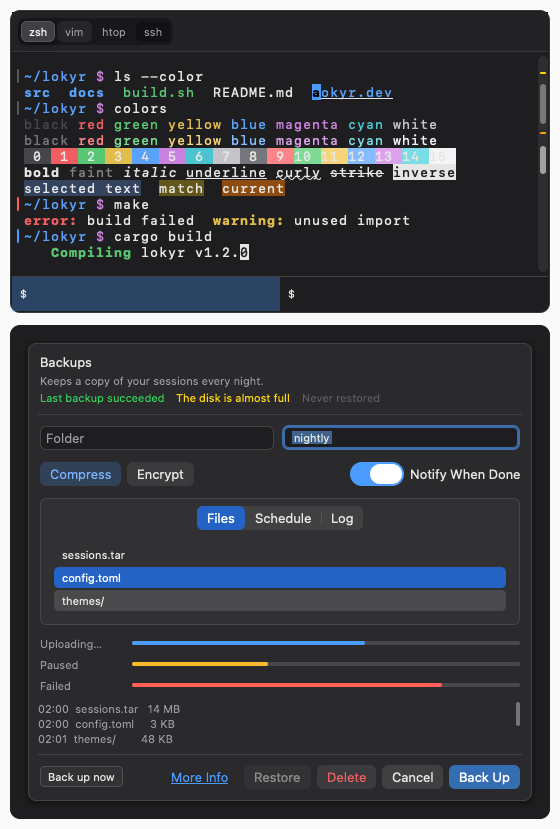 zsh vim htop ssh
~/lokyr $ ls --color
src docs build.sh README.md lokyr.dev
~/lokyr $ colors
black red green yellow blue magenta cyan white
black red green yellow blue magenta cyan white
0 1 2 3 4 5 6 7 8 9 10 11 12 13 14 15
bold faint italic underline curly strike inverse
selected text match current
~/lokyr $ make
error: build failed warning: unused import
~/lokyr $ cargo build
Compiling lokyr v1.2.0
$ $
Backups
Keeps a copy of your sessions every night.
Last backup succeeded The disk is almost full Never restored
Folder nightly
Compress Encrypt Notify When Done
Files Schedule Log
sessions.tar
config.toml
themes/
Uploading...
Paused
Failed
02:00 sessions.tar 14 MB
02:00 config.toml 3 KB
02:01 themes/ 48 KB
Back up now More Info Restore Delete Cancel Back Up